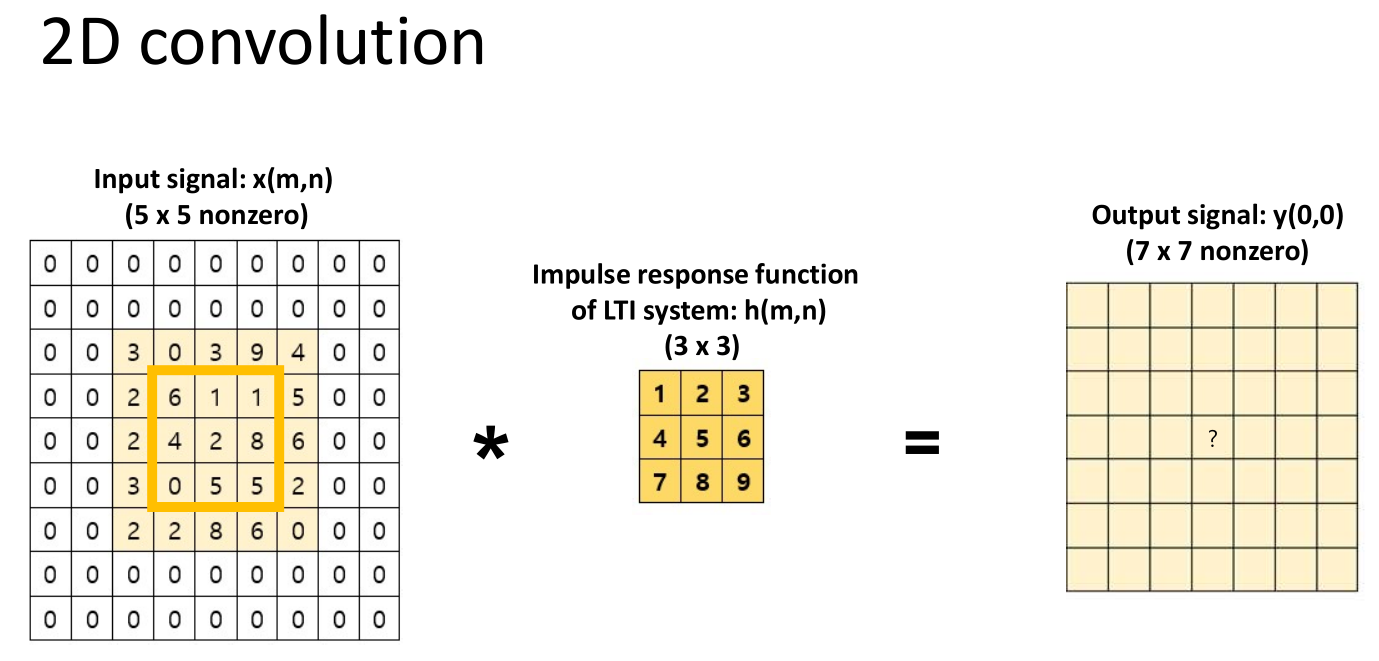 2D convolution
Input signal: x(m,n)
(5 x 5 nonzero)
0 0 0 0 0 0 0 0 0
0 0 0 0 0 0 0 0 0
0 0 3 0 3 9 4 0 0
0 0 2 6 1 1 5 0 0
0 0 2 4 2 8 6 0 0
0 0 3 0 5 5 2 0 0
0 0 2 2 8 6 0 0 0
0 0 0 0 0 0 0 0 0
0 0 0 0 0 0 0 0 0
*
Impulse response function
of LTI system: h(m,n)
(3 x 3)
1 2 3
4 5 6
7 8 9
=
Output signal: y(0,0)
(7 x 7 nonzero)
?